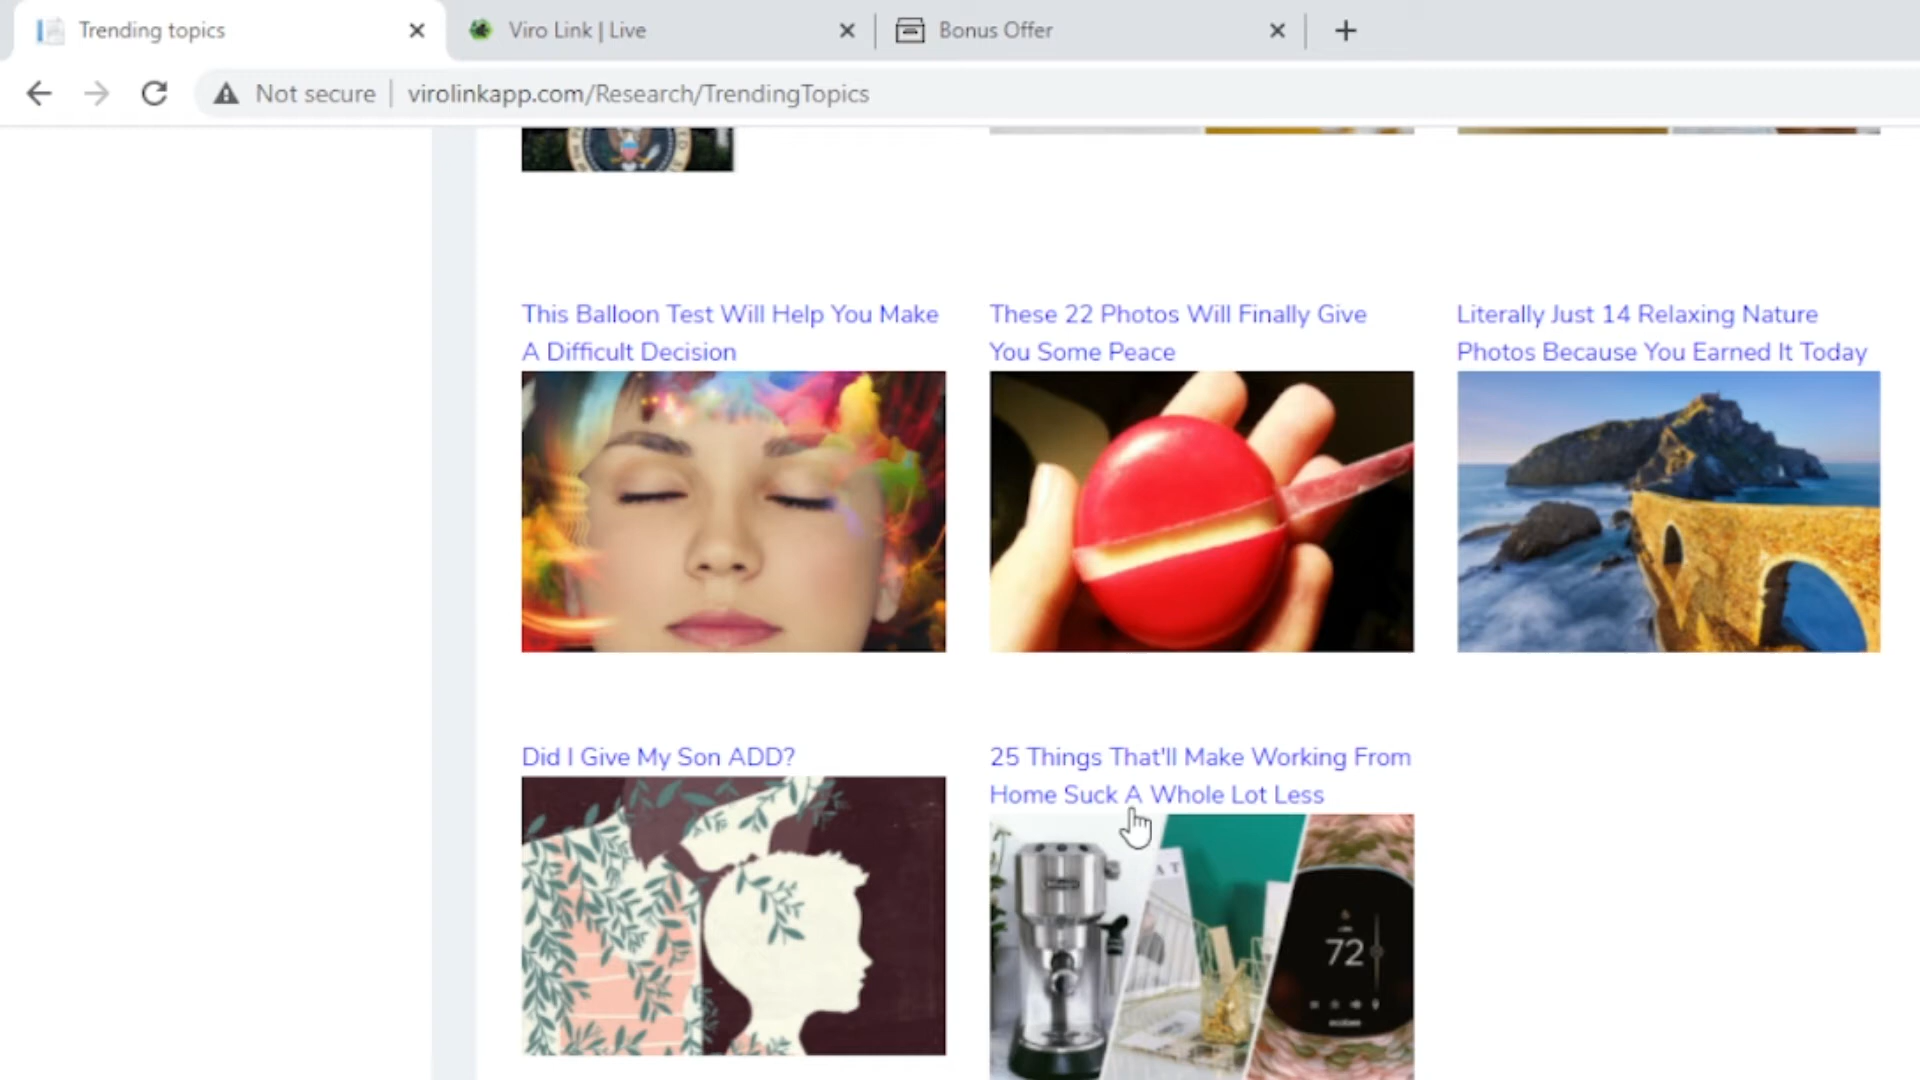 Trending topics
Viro Link | Live
Bonus Offer
Not secure
virolinkapp.com/Research/TrendingTopics
This Balloon Test Will Help You Make
A Difficult Decision
These 22 Photos Will Finally Give
You Some Peace
Literally Just 14 Relaxing Nature
Photos Because You Earned It Today
Did I Give My Son ADD?
25 Things That'll Make Working From
Home Suck A Whole Lot Less
72
ecobee